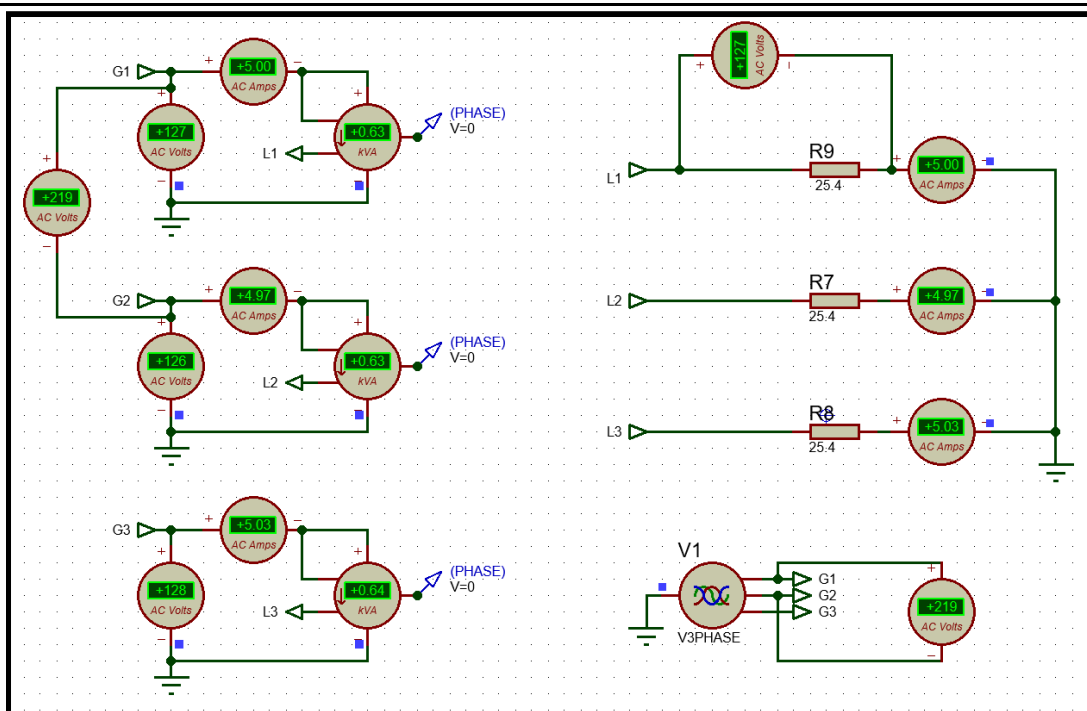 G1
+5.00
AC Amps
(PHASE)
V=0
+127
AC Volts
+0.63
kVA
L1
+219
AC Volts
G2
+4.97
AC Amps
(PHASE)
V=0
+126
AC Volts
+0.63
kVA
L2
G3
+5.03
AC Amps
(PHASE)
V=0
+128
AC Volts
+0.64
kVA
L3
+127
AC Volts
L1
R9
25.4
+5.00
AC Amps
L2
R7
25.4
+4.97
AC Amps
L3
R8
25.4
+5.03
AC Amps
V1
V3PHASE
G1
G2
G3
+219
AC Volts